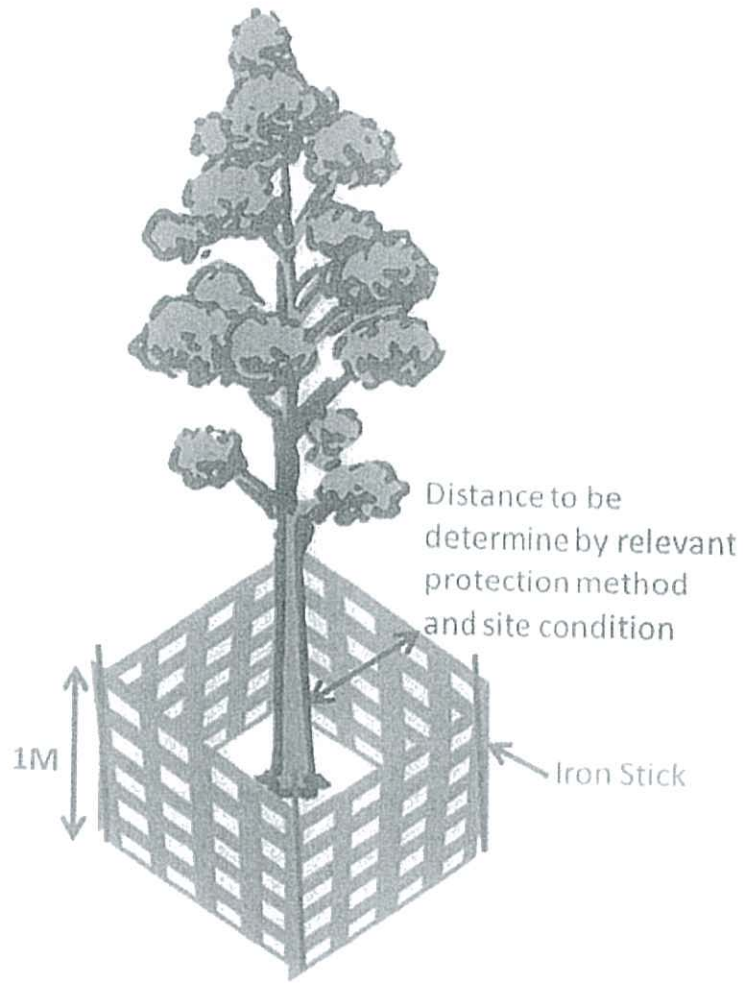 Distance to be
determine by relevant
protection method
and site condition
1M
Iron Stick